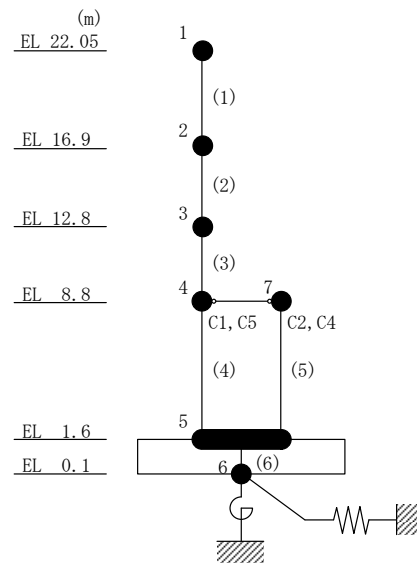 (m)
1
EL 22.05
(1)
2
EL 16.9
(2)
3
EL 12.8
(3)
4 7
EL 8.8
C1, C5 C2, C4
(4) (5)
5
EL 1.6
6 (6)
EL 0.1